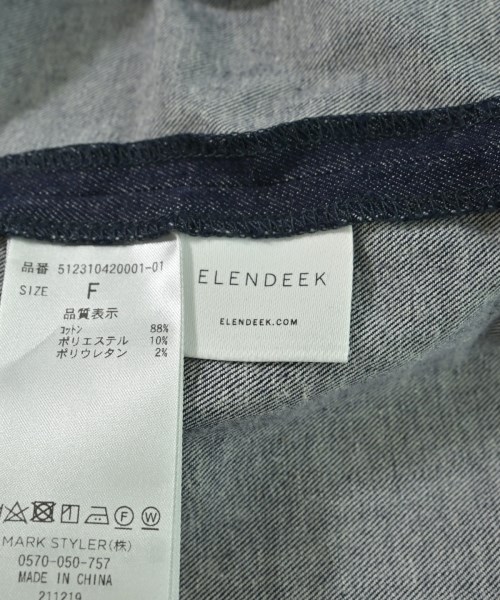 品番 512310420001-01
SIZE F
品質表示
コットン 88%
ポリエステル 10%
ポリウレタン 2%
F W
MARK STYLER(株)
0570-050-757
MADE IN CHINA
211219
ELENDEEK
ELENDEEK.COM